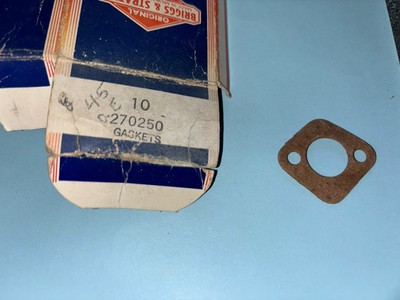 ORIGINAL
BRIGGS & STRA
10
270250
GASKETS